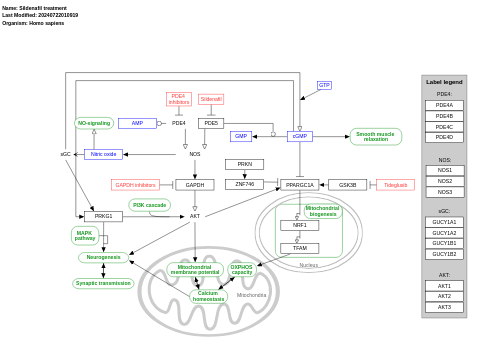 Name: Sildenafil treatment
Last Modified: 20240722010919
Organism: Homo sapiens
GTP
Label legend
PDE4:
PDE4A
PDE4B
PDE4C
PDE4D
NOS:
NOS1
NOS2
NOS3
sGC:
GUCY1A1
GUCY1A2
GUCY1B1
GUCY1B2
AKT:
AKT1
AKT2
AKT3
PDE4
inhibitors
Sildenafil
NO-signaling
AMP
PDE4
PDE5
GMP
cGMP
Smooth muscle
relaxation
sGC
Nitric oxide
NOS
PRKN
GAPDH inhibitors
GAPDH
ZNF746
PPARGC1A
GSK3B
Tideglusib
PI3K cascade
Mitochondrial
biogenesis
PRKG1
AKT
NRF1
MAPK
pathway
TFAM
Neurogenesis
Nucleus
Mitochondrial
membrane potential
OXPHOS
capacity
Synaptic transmission
Calcium
homeostasis
Mitochondria